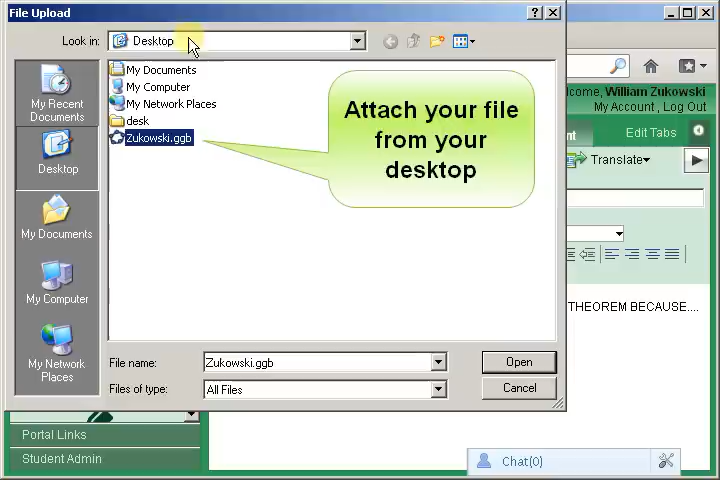 File Upload
Look in:
Desktop
My Recent
Documents
Desktop
My Documents
My Computer
My Network
Places
My Documents
My Computer
My Network Places
desk
Zukowski.ggb
Attach your file
from your
desktop
File name:
Zukowski.ggb
Open
Files of type:
All Files
Cancel
ome, William Zukowski
My Account , Log Out
nt
Edit Tabs
Translate
THEOREM BECAUSE....
Portal Links
Student Admin
Chat(0)